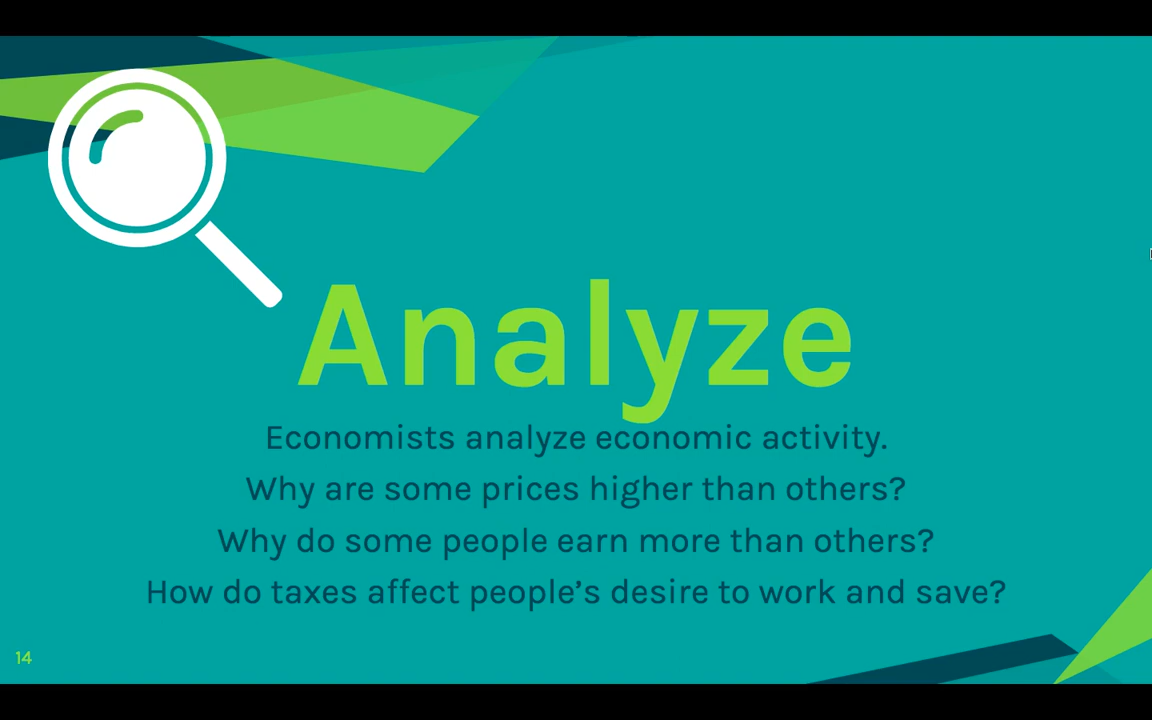 Analyze
Economists analyze economic activity.
Why are some prices higher than others?
Why do some people earn more than others?
How do taxes affect people’s desire to work and save?
14